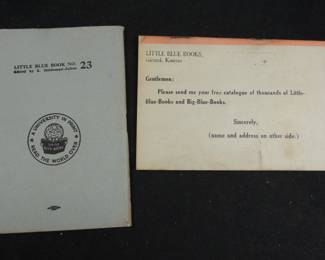 LITTLE BLUE BOOK NO. 23
Edited by E. Haldeman-Julius
A UNIVERSITY IN PRINT
READ THE WORLD OVER
LITTLE BLUE BOOKS,
Girard, Kansas
Gentlemen:
Please send me your free catalogue of thousands of Little-
Blue-Books and Big-Blue-Books.
Sincerely,
(name and address on other side.)